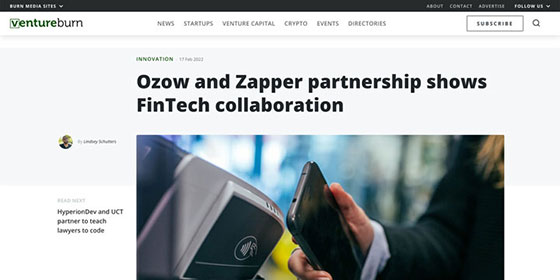 BURN MEDIA SITES
ABOUT CONTACT ADVERTISE FOLLOW US
ventureburn
NEWS STARTUPS VENTURE CAPITAL CRYPTO EVENTS DIRECTORIES
SUBSCRIBE
INNOVATION 17 Feb 2023
Ozow and Zapper partnership shows
FinTech collaboration
by Lindsey Schutters
READ NEXT
HyperionDev and UCT
partner to teach
lawyers to code